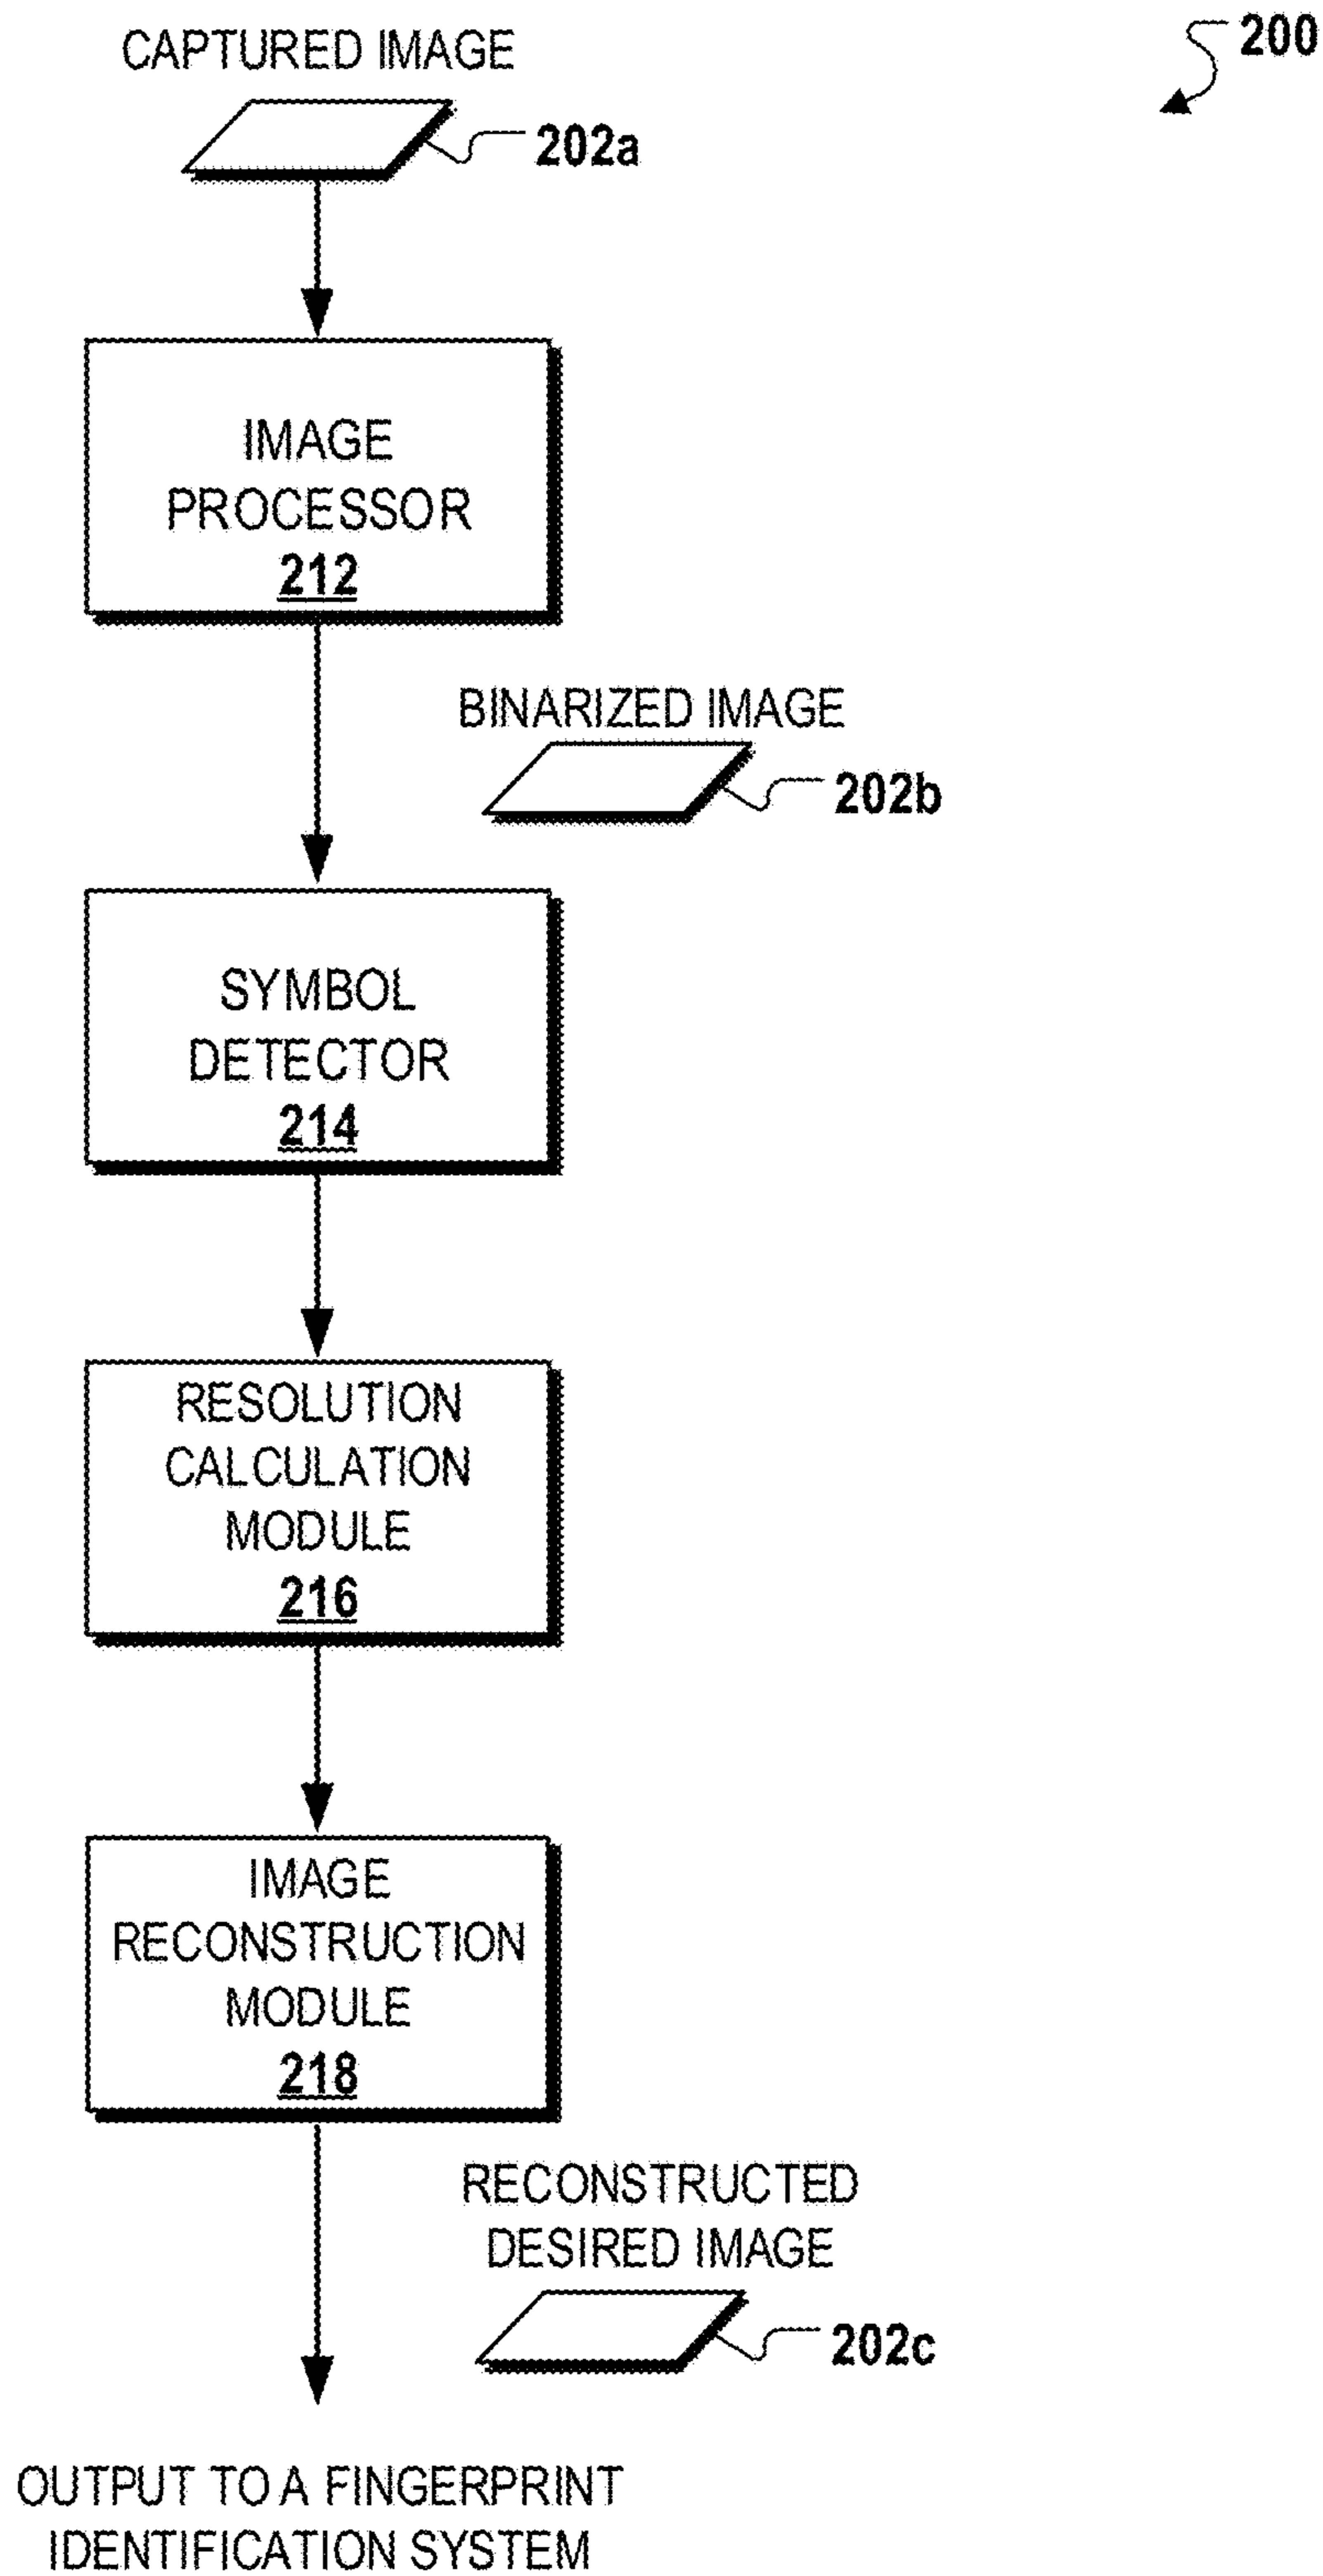 200
CAPTURED IMAGE
202a
IMAGE
PROCESSOR
212
BINARIZED IMAGE
202b
SYMBOL
DETECTOR
214
RESOLUTION
CALCULATION
MODULE
216
IMAGE
RECONSTRUCTION
MODULE
218
RECONSTRUCTED
DESIRED IMAGE
202c
OUTPUT TO A FINGERPRINT
IDENTIFICATION SYSTEM